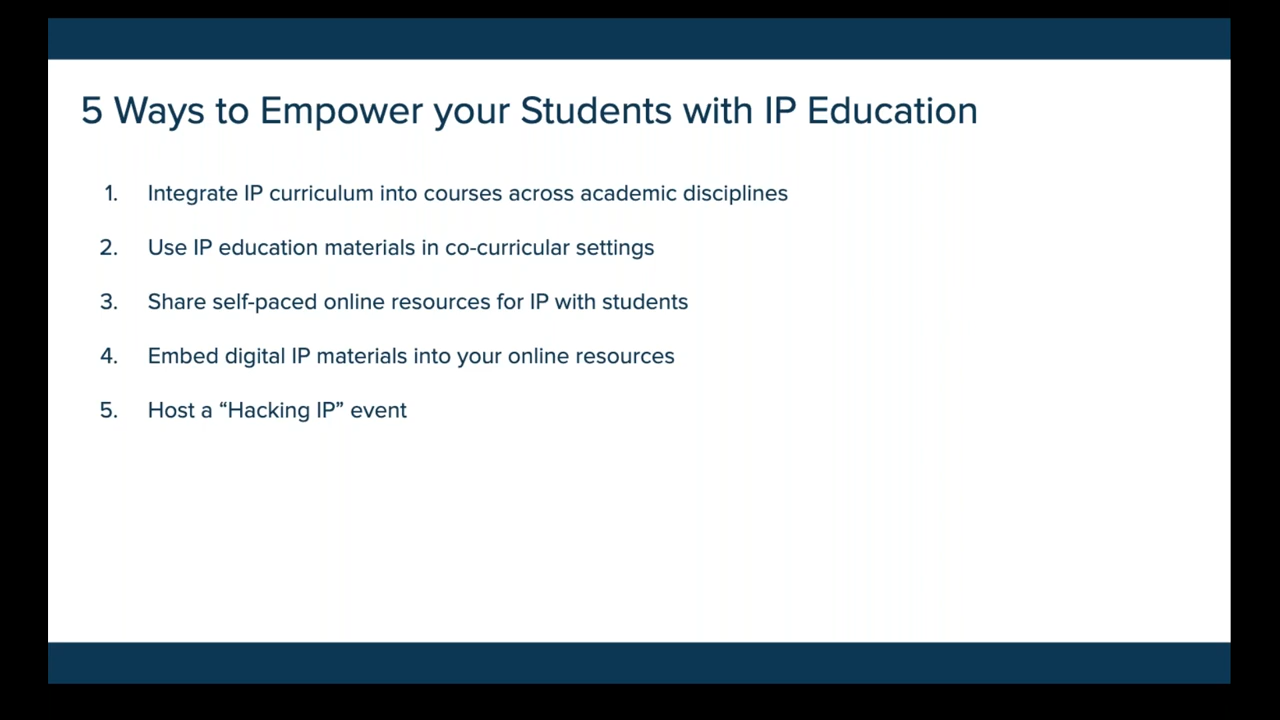 5 Ways to Empower your Students with IP Education
1. Integrate IP curriculum into courses across academic disciplines
2. Use IP education materials in co-curricular settings
3. Share self-paced online resources for IP with students
4. Embed digital IP materials into your online resources
5. Host a “Hacking IP” event